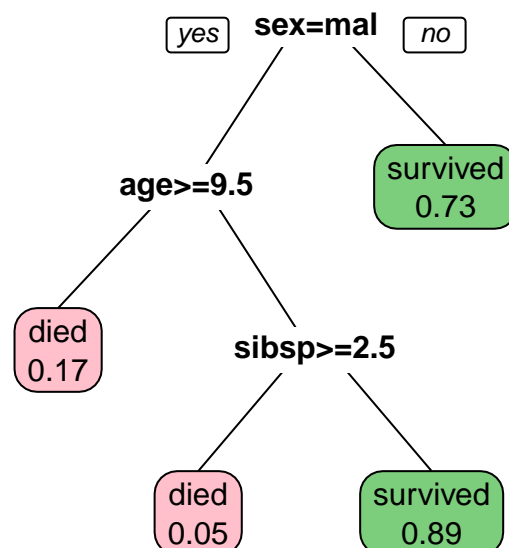 yes
sex=mal
no
survived
0.73
age>=9.5
died
0.17
sibsp>=2.5
died
0.05
survived
0.89